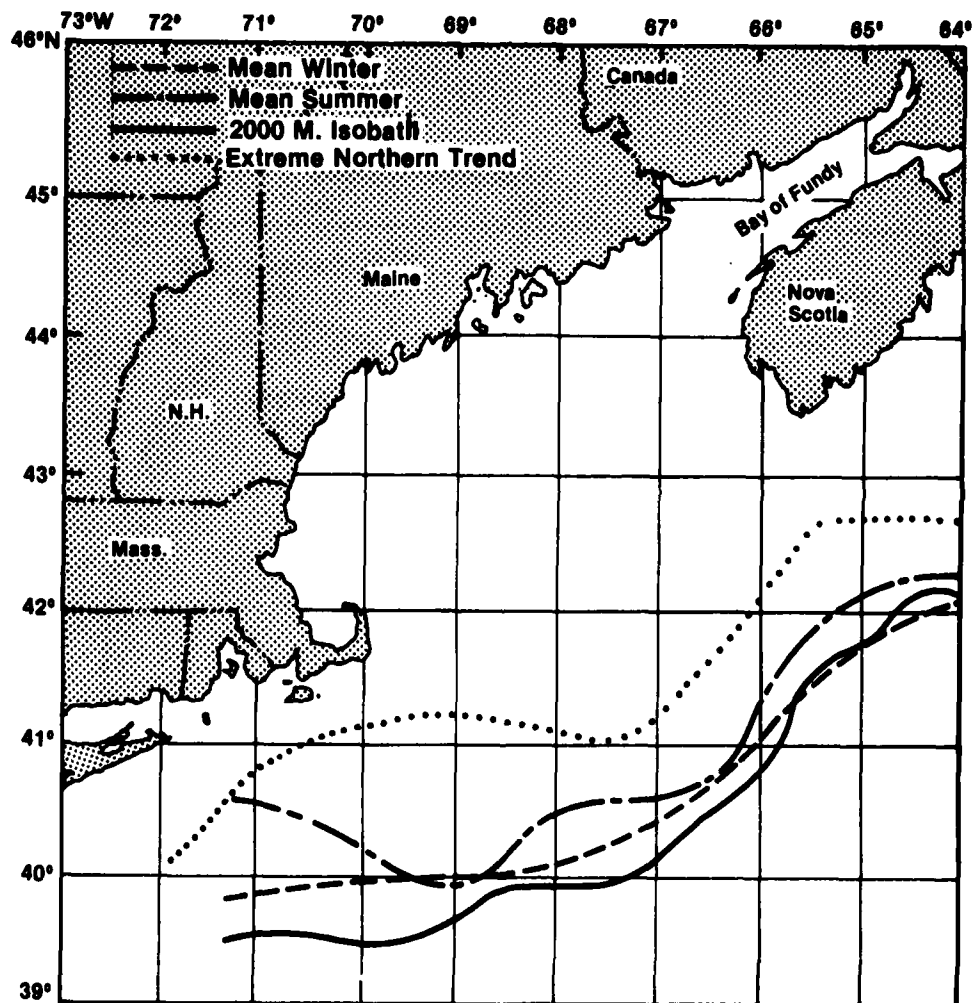 73°W 72° 71° 70° 69° 68° 67° 66° 65° 64°
46°N
Mean Winter
Mean Summer
2000 M. Isobath
Extreme Northern Trend
Canada
45°
Bay of Fundy
Maine
Nova
Scotia
44°
N.H.
43°
Mass.
42°
41°
40°
39°